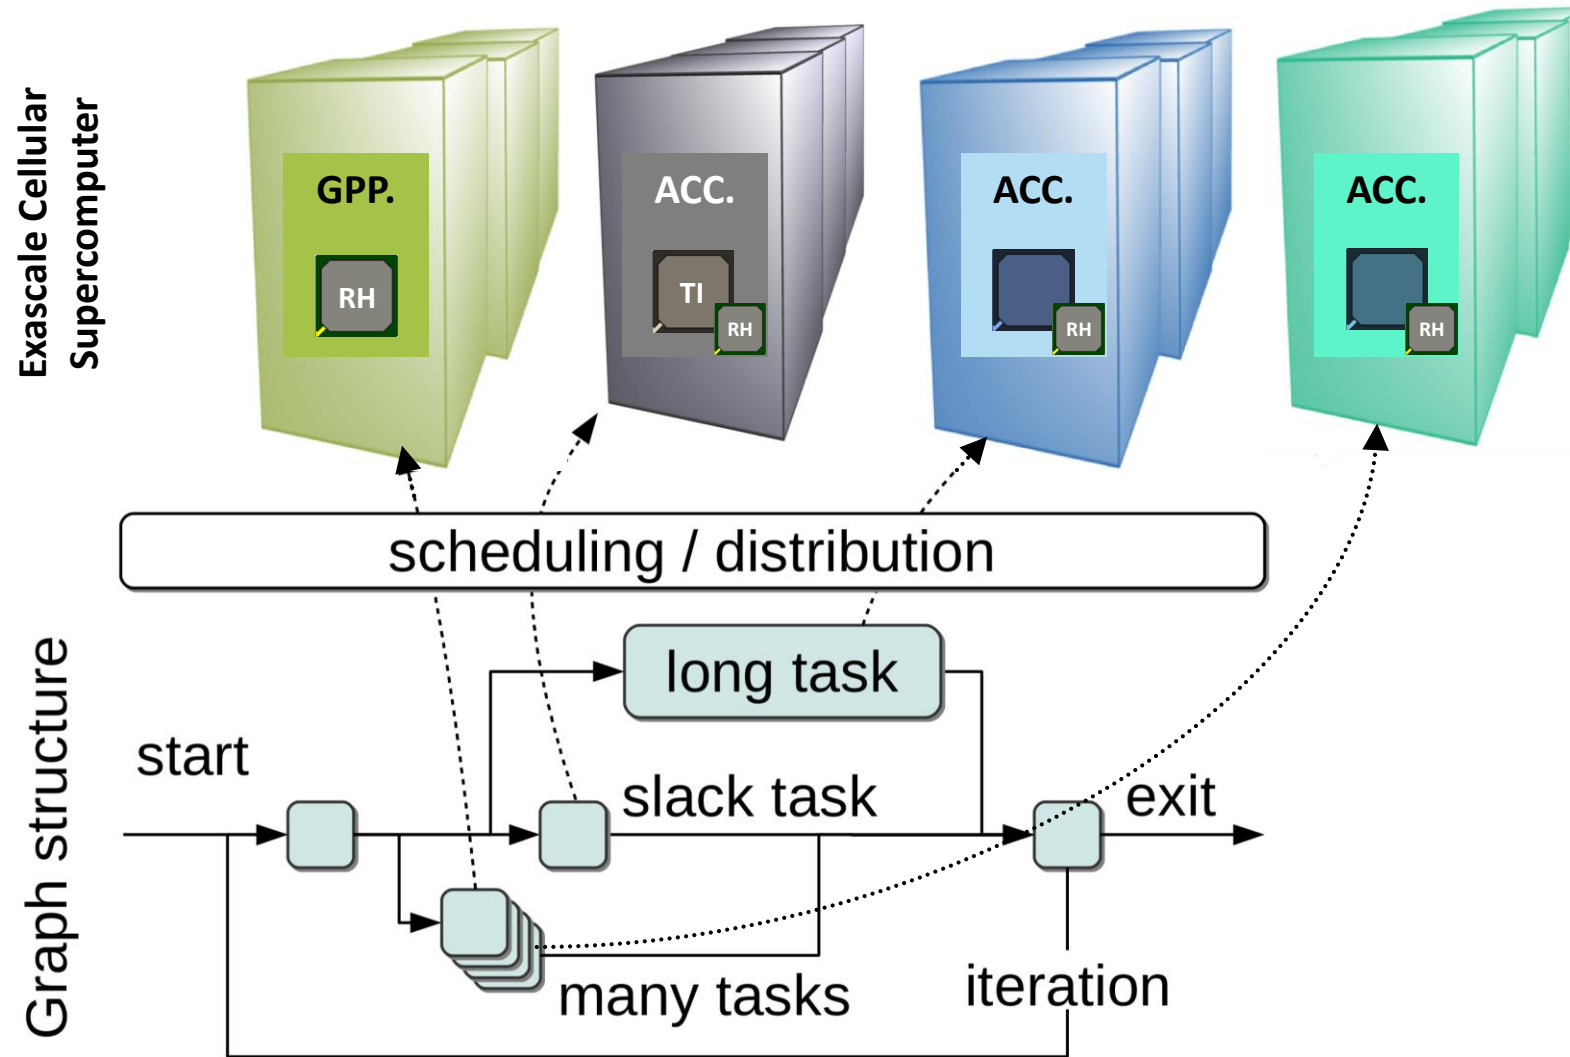 Exascale Cellular
Supercomputer
GPP.
RH
ACC.
TI
RH
ACC.
RH
ACC.
RH
scheduling / distribution
Graph structure
long task
start
slack task
exit
many tasks
iteration